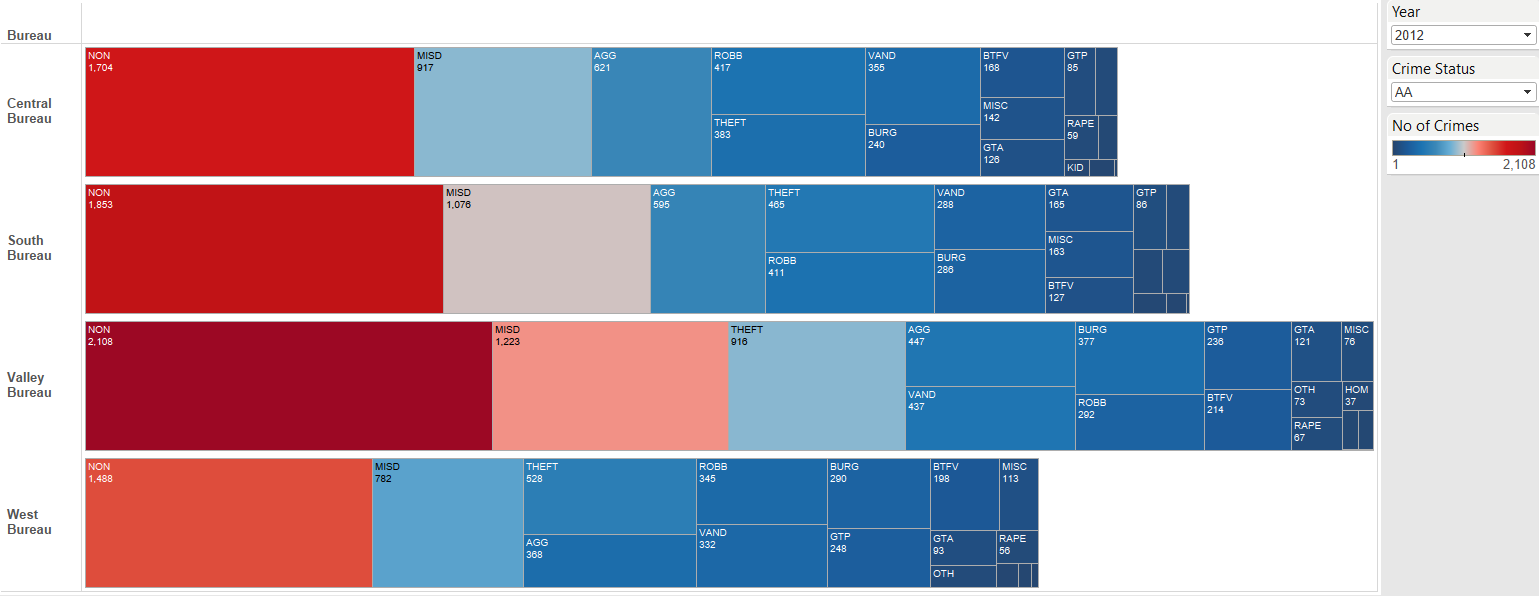 Bureau
Central
Bureau
NON
1,704
MISD
917
AGG
621
ROBB
417
THEFT
383
VAND
355
BURG
240
BTFV
168
MISC
142
GTA
126
GTP
85
RAPE
59
KID
South
Bureau
NON
1,853
MISD
1,076
AGG
595
THEFT
465
ROBB
411
VAND
288
BURG
286
GTA
165
MISC
163
BTFV
127
GTP
86
Valley
Bureau
NON
2,108
MISD
1,223
THEFT
916
AGG
447
VAND
437
BURG
377
ROBB
292
GTP
236
BTFV
214
GTA
121
OTH
73
RAPE
67
MISC
76
HOM
37
West
Bureau
NON
1,488
MISD
782
THEFT
528
AGG
368
ROBB
345
VAND
332
BURG
290
GTP
248
BTFV
198
MISC
113
GTA
93
OTH
RAPE
56
Year
2012
Crime Status
AA
No of Crimes
1 2,108